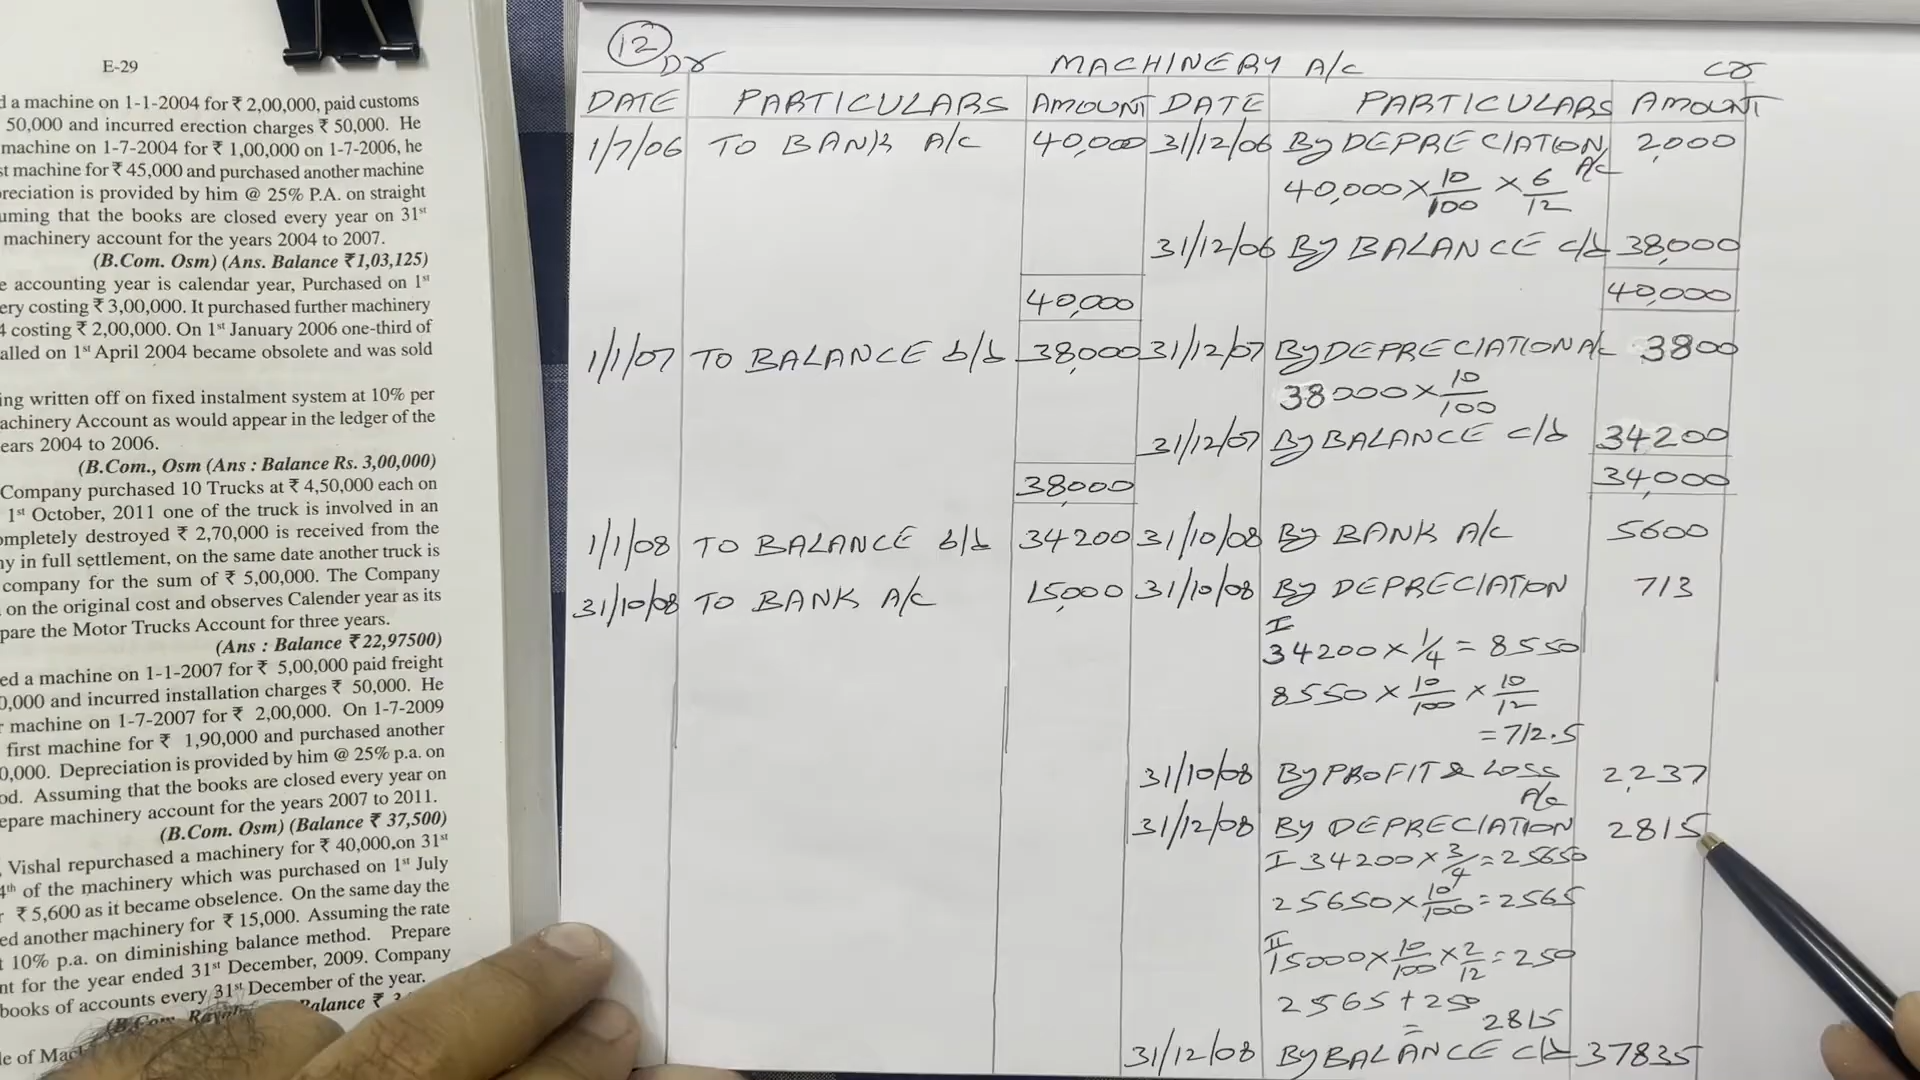 E-29
d a machine on 1-1-2004 for ₹ 2,00,000, paid customs
50,000 and incurred erection charges ₹ 50,000. He
machine on 1-7-2004 for ₹ 1,00,000 on 1-7-2006, he
st machine for ₹ 45,000 and purchased another machine
preciation is provided by him @ 25% P.A. on straight
uming that the books are closed every year on 31st
machinery account for the years 2004 to 2007.
(B.Com. Osm) (Ans. Balance ₹1,03,125)
e accounting year is calendar year, Purchased on 1st
ery costing ₹ 3,00,000. It purchased further machinery
4 costing ₹ 2,00,000. On 1st January 2006 one-third of
alled on 1st April 2004 became obsolete and was sold
ing written off on fixed instalment system at 10% per
achinery Account as would appear in the ledger of the
ears 2004 to 2006.
(B.Com., Osm (Ans : Balance Rs. 3,00,000)
Company purchased 10 Trucks at ₹ 4,50,000 each on
1st October, 2011 one of the truck is involved in an
ompletely destroyed ₹ 2,70,000 is received from the
ny in full settlement, on the same date another truck is
company for the sum of ₹ 5,00,000. The Company
on the original cost and observes Calender year as its
pare the Motor Trucks Account for three years.
(Ans : Balance ₹22,97500)
ed a machine on 1-1-2007 for ₹ 5,00,000 paid freight
0,000 and incurred installation charges ₹ 50,000. He
r machine on 1-7-2007 for ₹ 2,00,000. On 1-7-2009
first machine for ₹ 1,90,000 and purchased another
0,000. Depreciation is provided by him @ 25% p.a. on
od. Assuming that the books are closed every year on
epare machinery account for the years 2007 to 2011.
(B.Com. Osm) (Balance ₹ 37,500)
Vishal repurchased a machinery for ₹ 40,000.on 31st
4th of the machinery which was purchased on 1st July
r ₹ 5,600 as it became obselence. On the same day the
ed another machinery for ₹ 15,000. Assuming the rate
t 10% p.a. on diminishing balance method. Prepare
nt for the year ended 31st December, 2009. Company
books of accounts every 31st December of the year.
(B.Com. Balance ₹
le of
12 Dr MACHINERY A/c Cr
DATE PARTICULARS AMOUNT DATE PARTICULARS AMOUNT
1/7/06 TO BANK A/c 40,000 31/12/06 By DEPRECIATION A/c 2,000
40,000 × 10/100 × 6/12
31/12/06 By BALANCE c/d 38,000
40,000 40,000
1/1/07 TO BALANCE b/d 38,000 31/12/07 By DEPRECIATION A/c 3800
38000 × 10/100
31/12/07 By BALANCE c/d 34200
38,000 34,000
1/1/08 TO BALANCE b/d 34200 31/10/08 By BANK A/c 5600
31/10/08 TO BANK A/c 15,000 31/10/08 By DEPRECIATION 713
I
34200 × 1/4 = 8550
8550 × 10/100 × 10/12
= 712.5
31/10/08 By PROFIT & LOSS A/c 2,237
31/12/08 By DEPRECIATION 2815
I 34200 × 3/4 = 25650
25650 × 10/100 = 2565
II
15000 × 10/100 × 2/12 = 250
2565 + 250
= 2815
31/12/08 By BALANCE c/d 37835